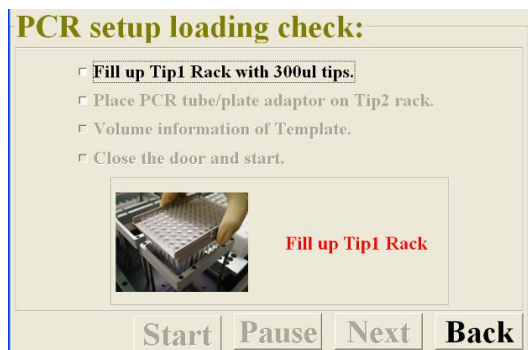 PCR setup loading check:
Fill up Tip1 Rack with 300ul tips.
Place PCR tube/plate adaptor on Tip2 rack.
Volume information of Template.
Close the door and start.
Fill up Tip1 Rack
Start Pause Next Back